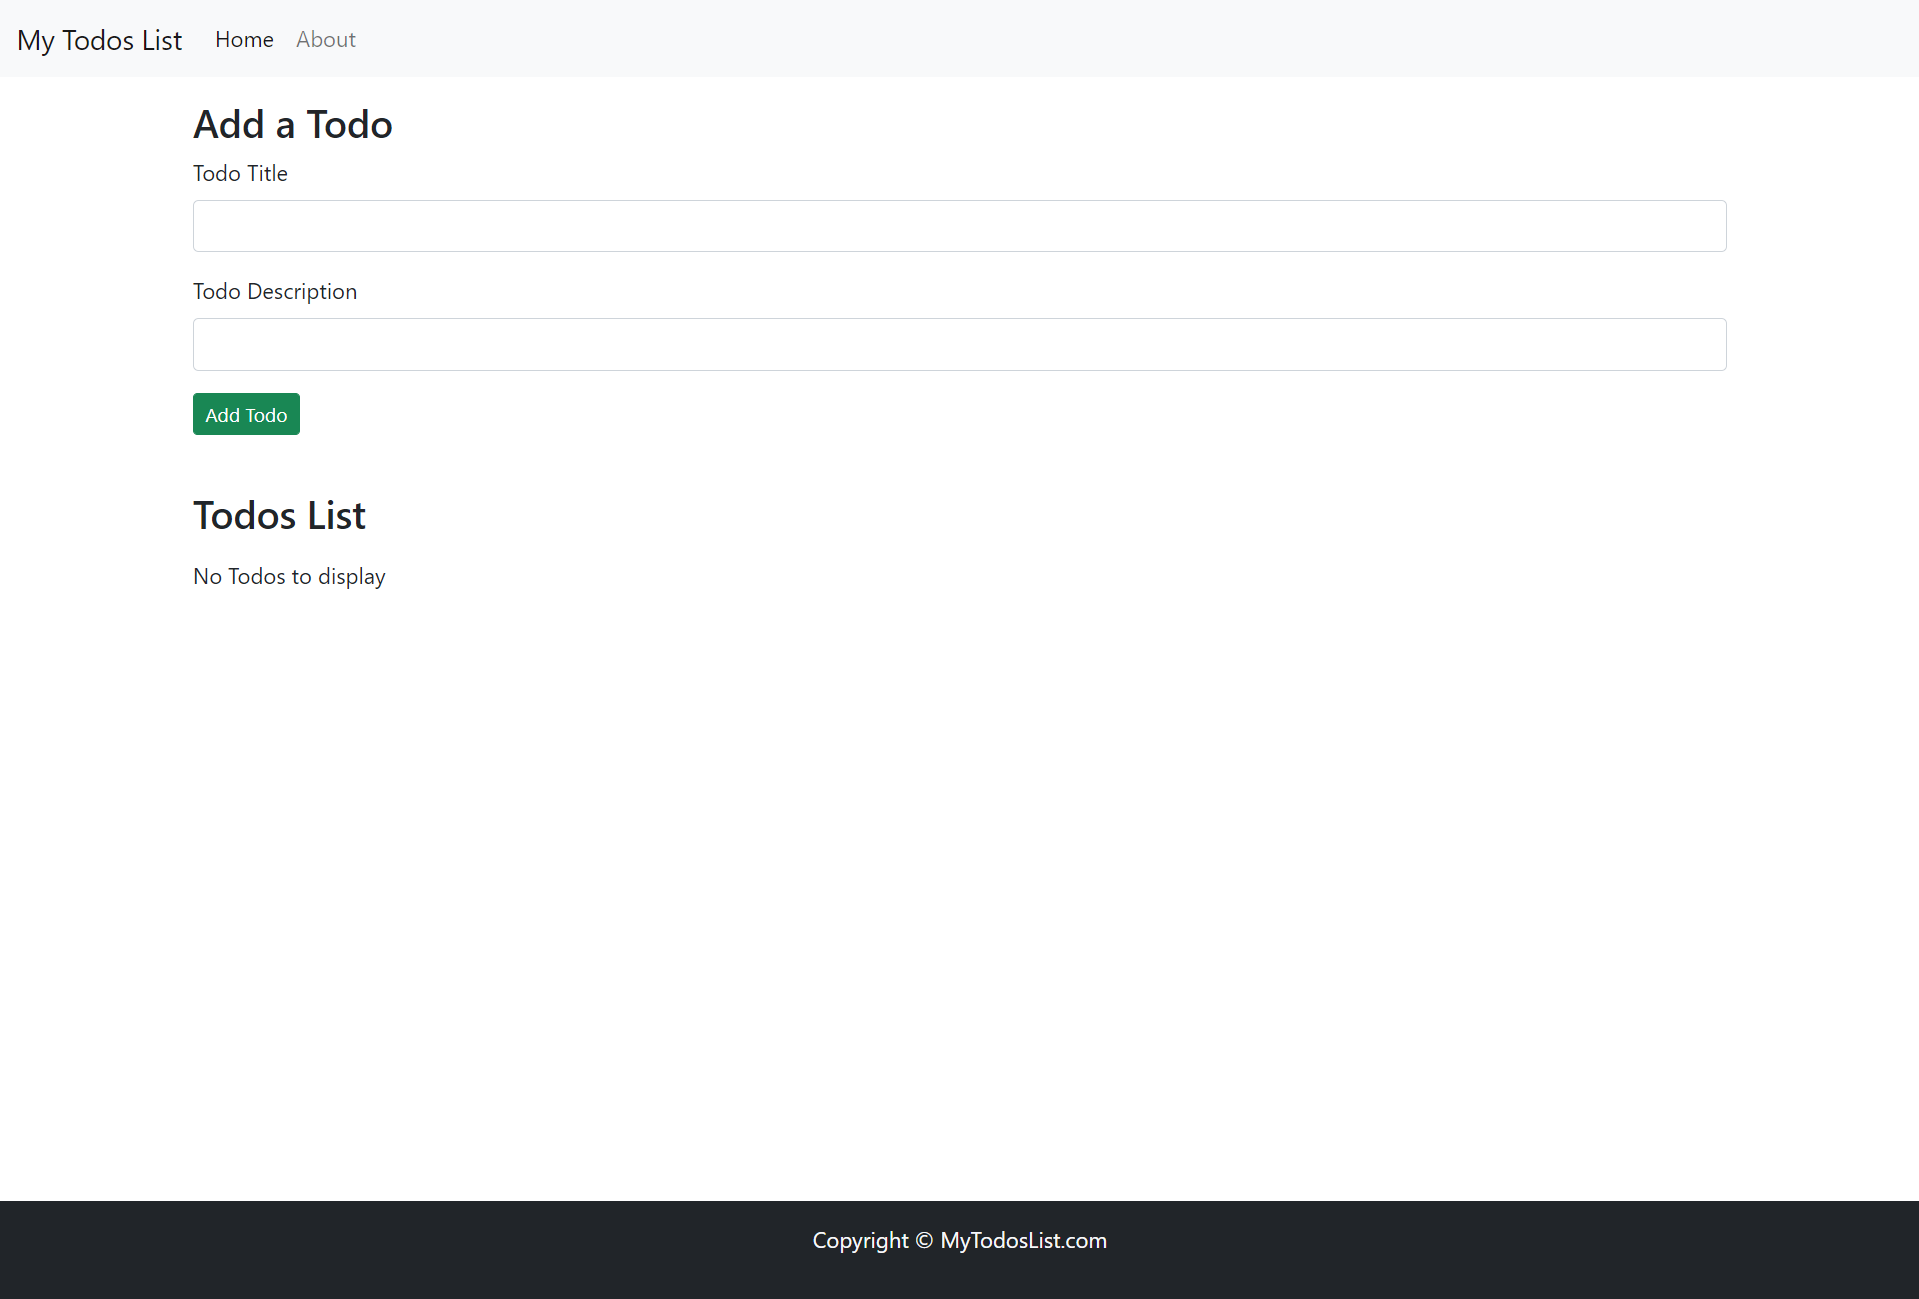 My Todos List Home About
Add a Todo
Todo Title
Todo Description
Add Todo
Todos List
No Todos to display
Copyright © MyTodosList.com